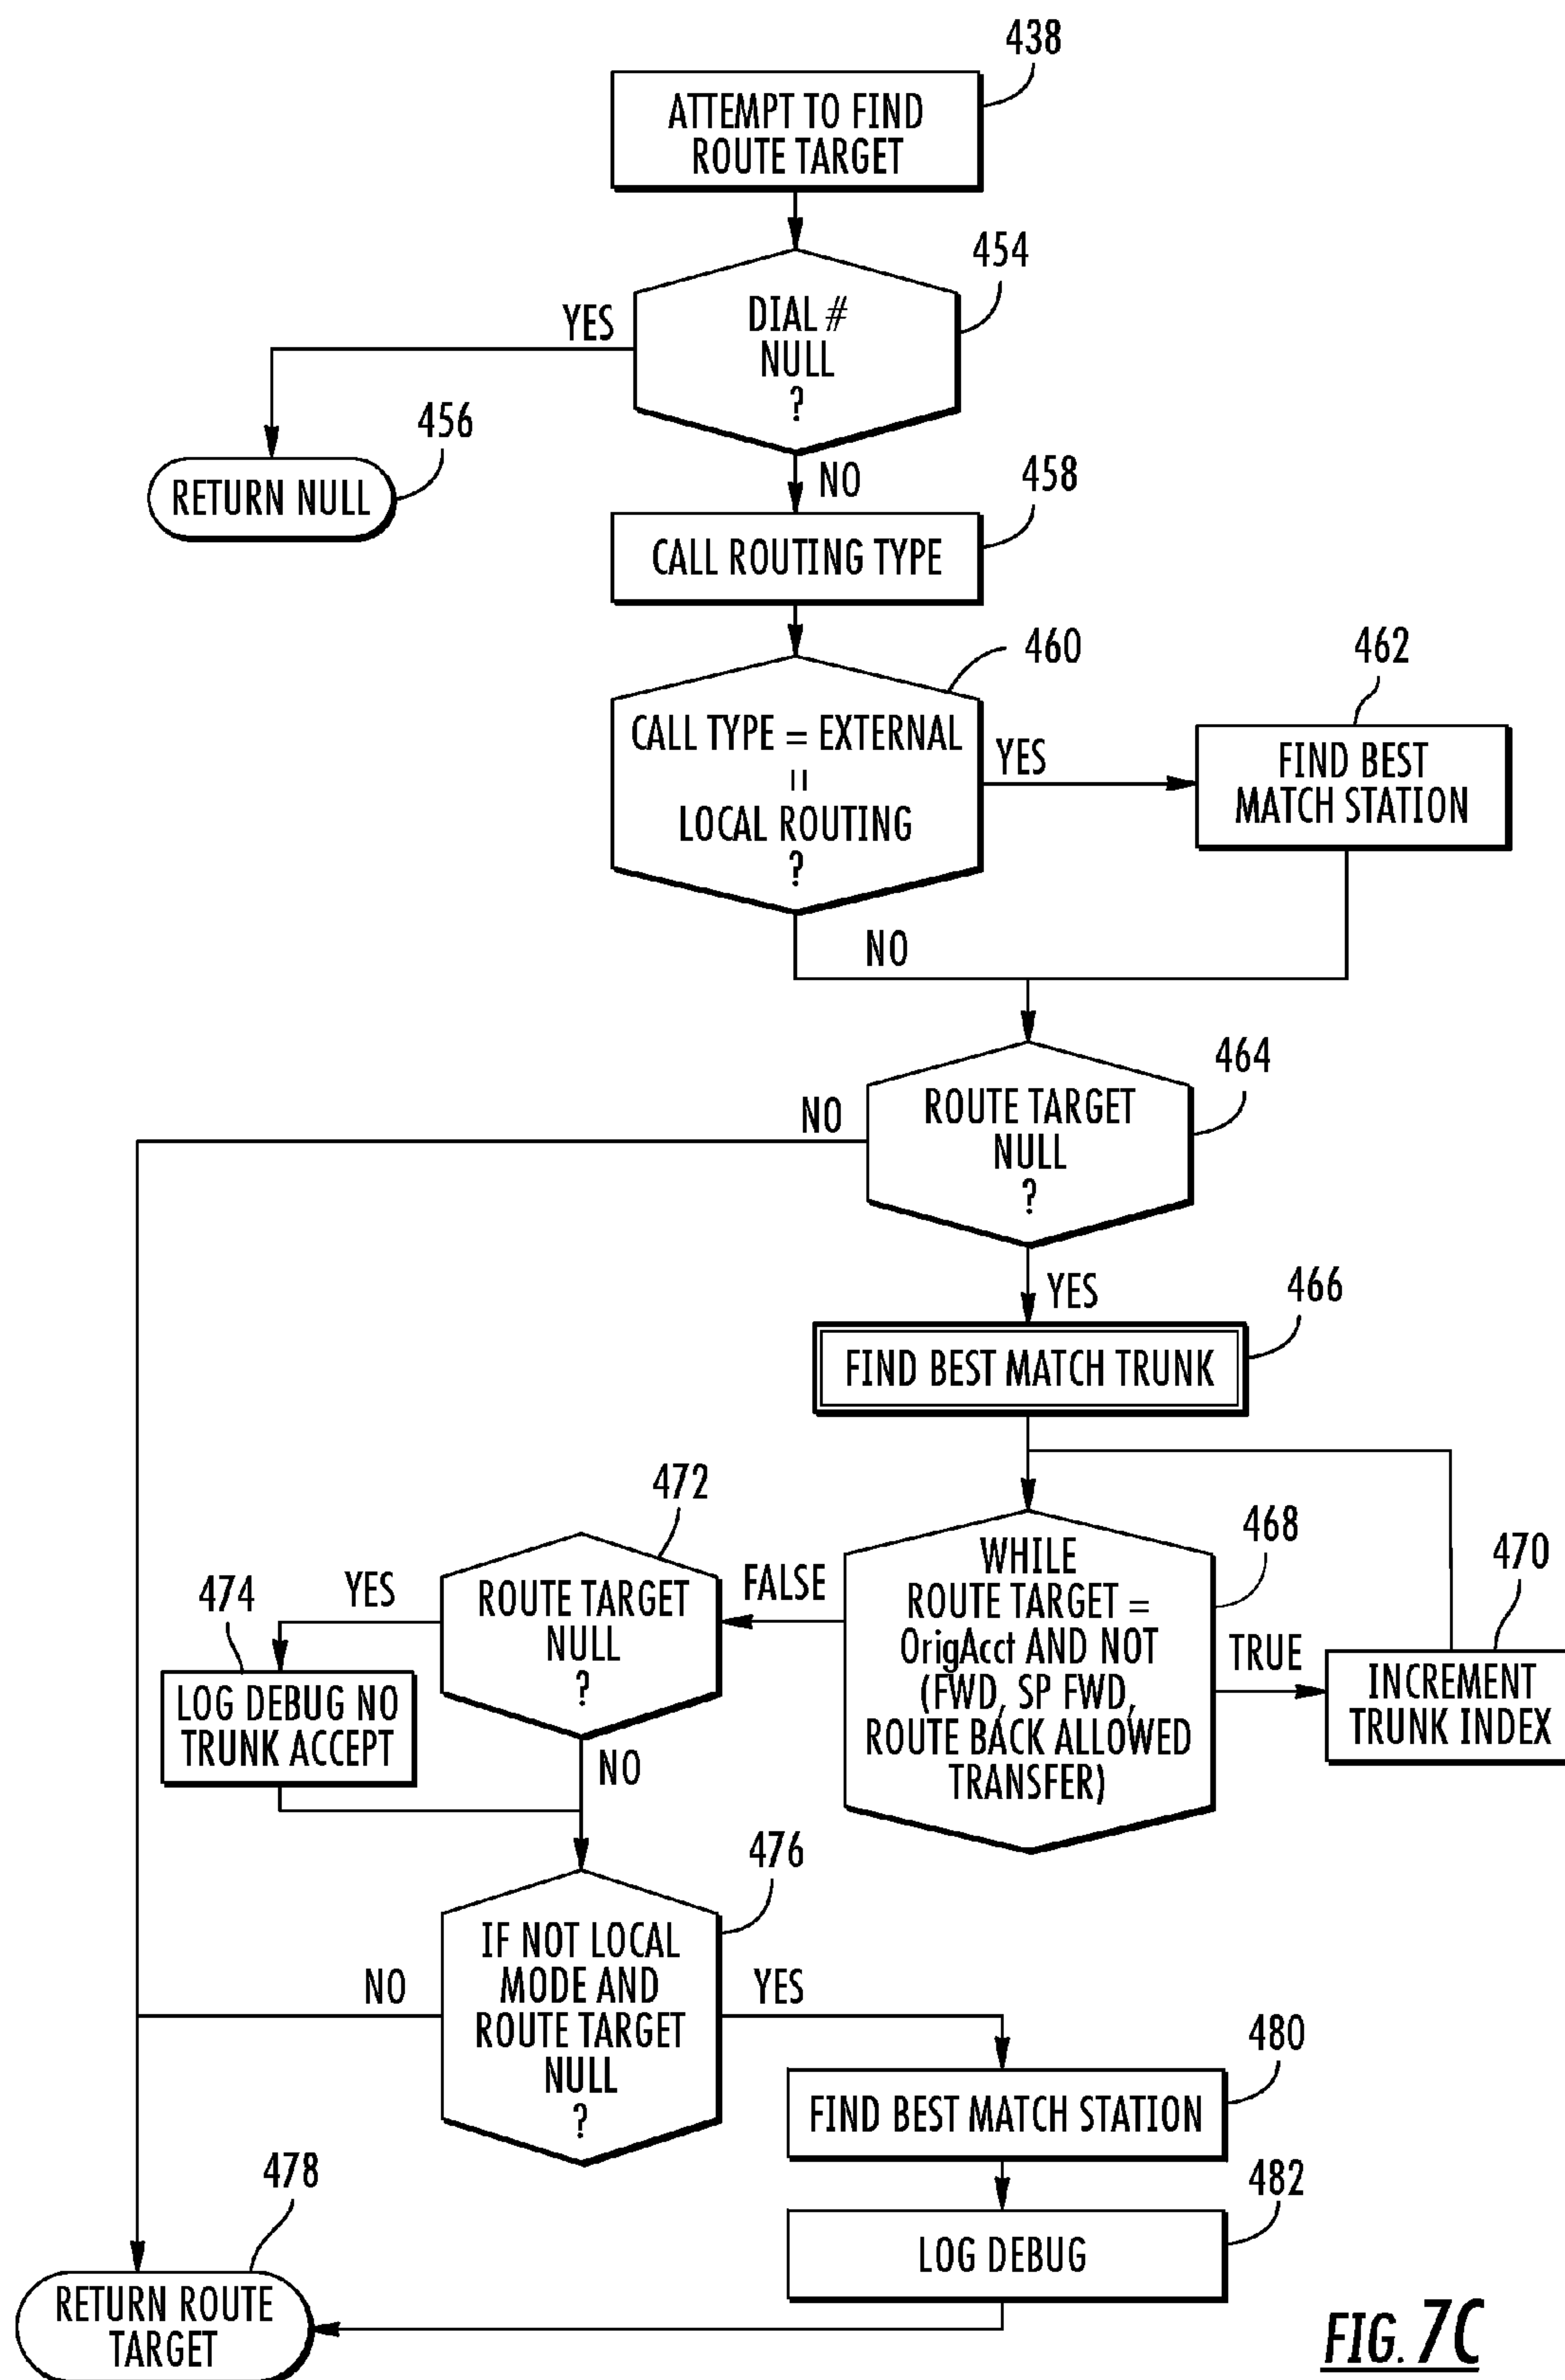 438
ATTEMPT TO FIND
ROUTE TARGET
454
DIAL #
NULL
?
YES
456
RETURN NULL
NO
458
CALL ROUTING TYPE
460
CALL TYPE = EXTERNAL
||
LOCAL ROUTING
?
YES
462
FIND BEST
MATCH STATION
NO
464
ROUTE TARGET
NULL
?
NO
YES
466
FIND BEST MATCH TRUNK
468
WHILE
ROUTE TARGET =
OrigAcct AND NOT
(FWD, SP FWD,
ROUTE BACK ALLOWED
TRANSFER)
TRUE
470
INCREMENT
TRUNK INDEX
FALSE
472
ROUTE TARGET
NULL
?
YES
474
LOG DEBUG NO
TRUNK ACCEPT
NO
476
IF NOT LOCAL
MODE AND
ROUTE TARGET
NULL
?
NO
YES
480
FIND BEST MATCH STATION
482
LOG DEBUG
478
RETURN ROUTE
TARGET
FIG. 7C